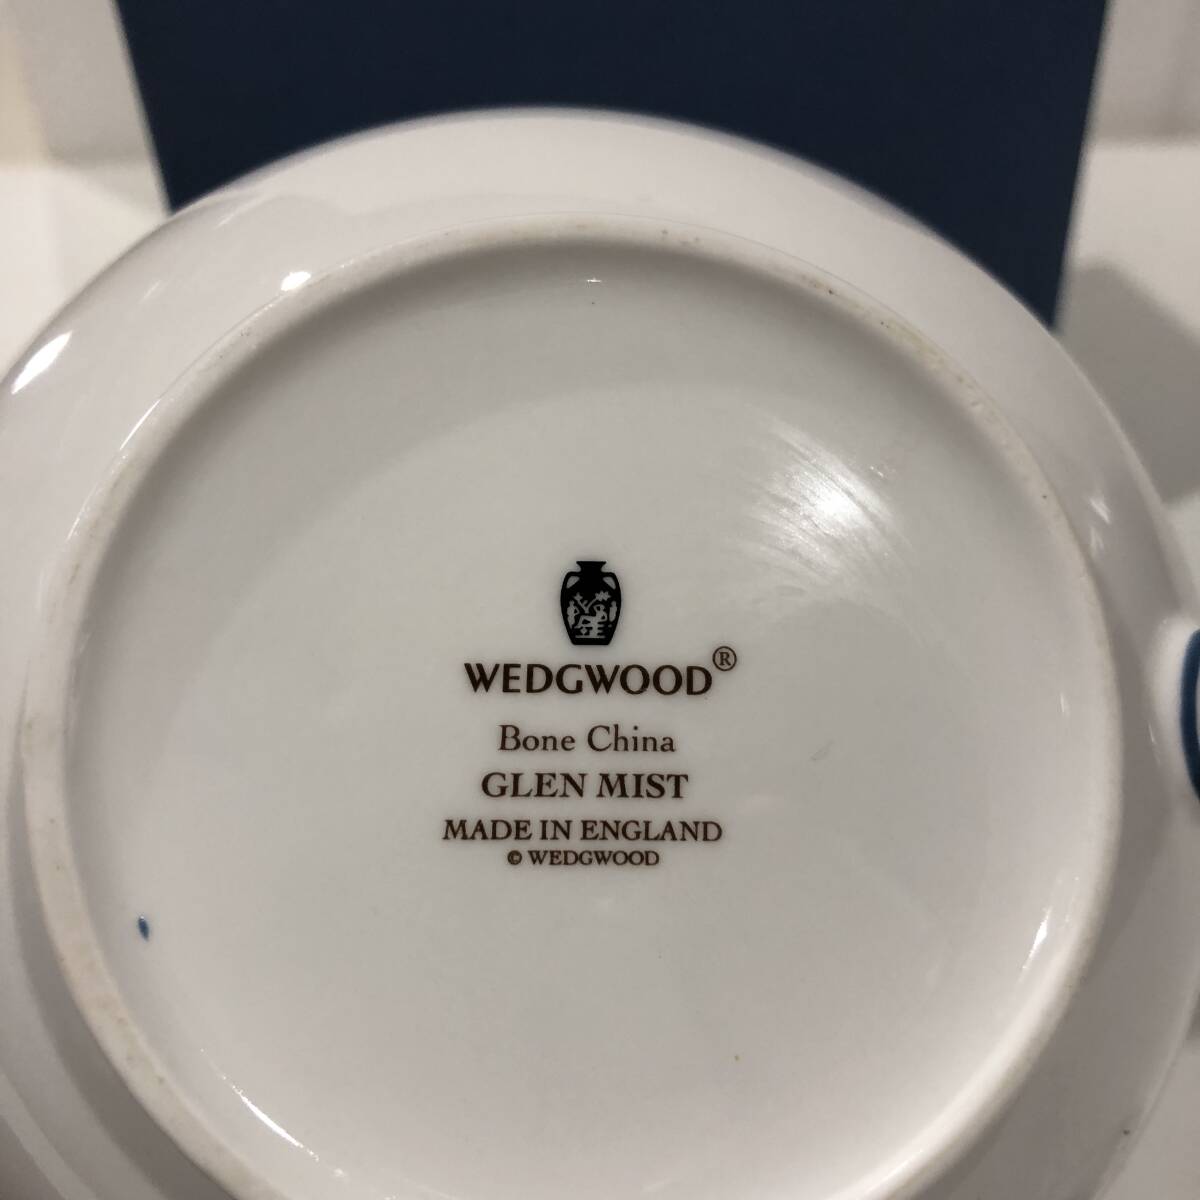 WEDGWOOD®
Bone China
GLEN MIST
MADE IN ENGLAND
© WEDGWOOD